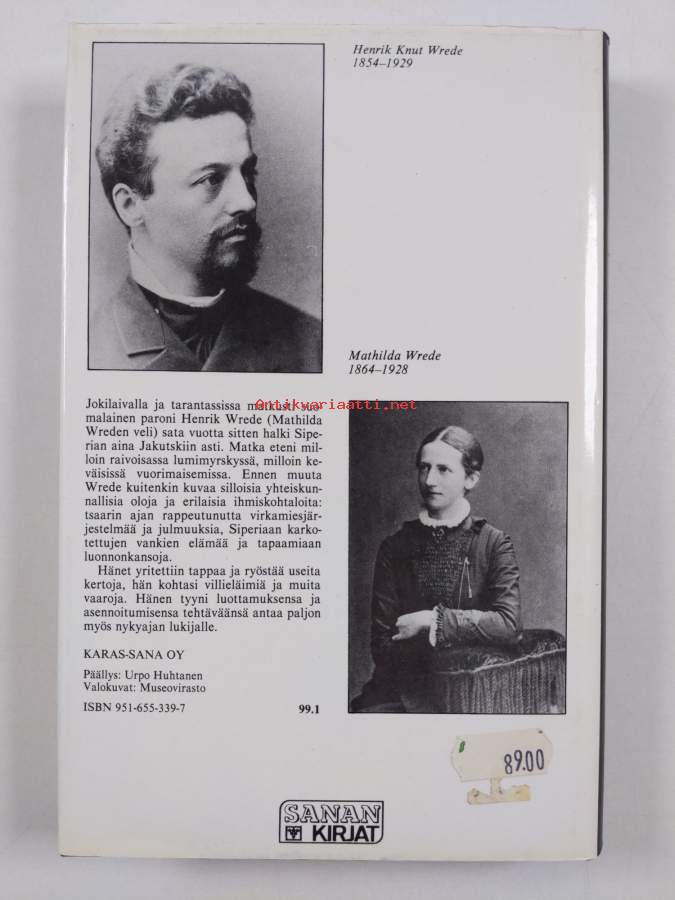 Henrik Knut Wrede
1854–1929
Mathilda Wrede
1864–1928
Antikvariaatti.net
Jokilaivalla ja tarantassissa matkusti suo-
malainen paroni Henrik Wrede (Mathilda
Wreden veli) sata vuotta sitten halki Sipe-
rian aina Jakutskiin asti. Matka eteni mil-
loin raivoisassa lumimyrskyssä, milloin ke-
väisissä vuorimaisemissa. Ennen muuta
Wrede kuitenkin kuvaa silloisia yhteiskun-
nallisia oloja ja erilaisia ihmiskohtaloita:
tsaarin ajan rappeutunutta virkamiesjär-
jestelmää ja julmuuksia, Siperiaan karko-
tettujen vankien elämää ja tapaamiaan
luonnonkansoja.
Hänet yritettiin tappaa ja ryöstää useita
kertoja, hän kohtasi villieläimiä ja muita
vaaroja. Hänen tyyni luottamuksensa ja
asennoitumisensa tehtäväänsä antaa paljon
myös nykyajan lukijalle.
KARAS-SANA OY
Päällys: Urpo Huhtanen
Valokuvat: Museovirasto
ISBN 951-655-339-7 99.1
89.00
SANAN
KIRJAT